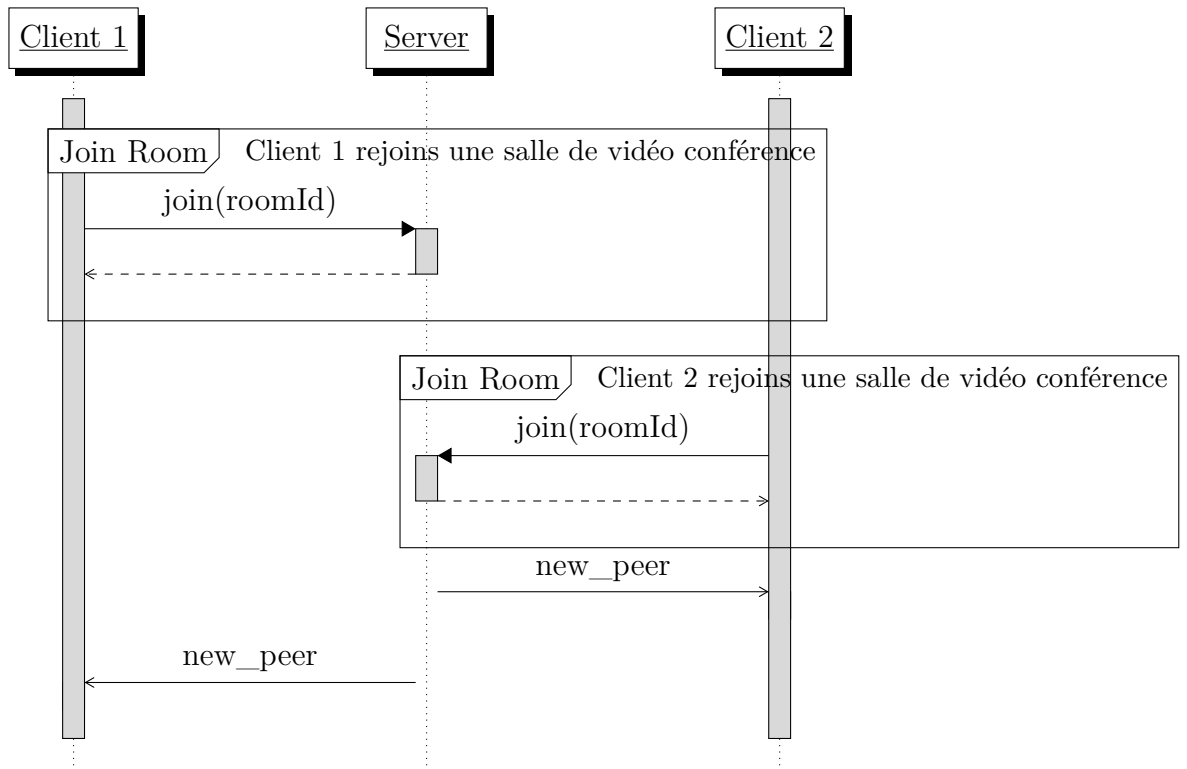 Client 1
Server
Client 2
Join Room
Client 1 rejoins une salle de vidéo conférence
join(roomId)
Join Room
Client 2 rejoins une salle de vidéo conférence
join(roomId)
new_peer
new_peer